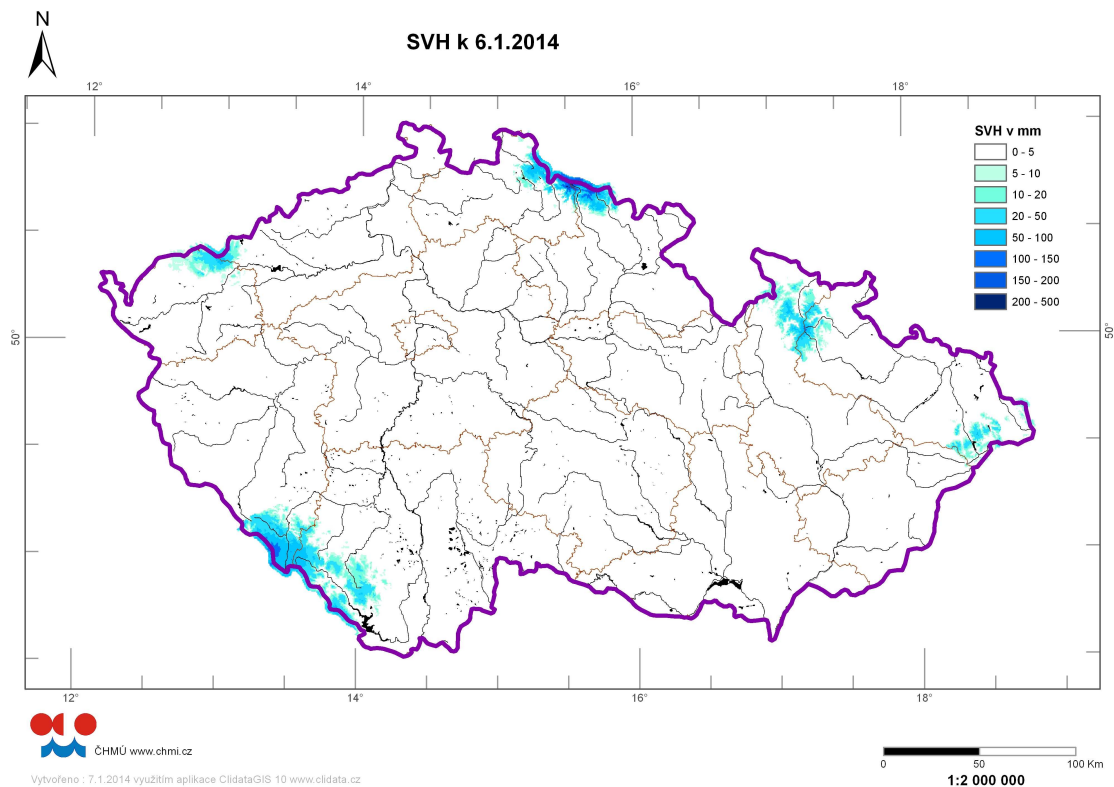 N
SVH k 6.1.2014
12° 14° 16° 18°
SVH v mm
0 - 5
5 - 10
10 - 20
20 - 50
50 - 100
100 - 150
150 - 200
200 - 500
50° 50°
12° 14° 16° 18°
ČHMÚ www.chmi.cz
0 50 100 Km
1:2 000 000
Vytvořeno : 7.1.2014 využitím aplikace ClidataGIS 10 www.clidata.cz